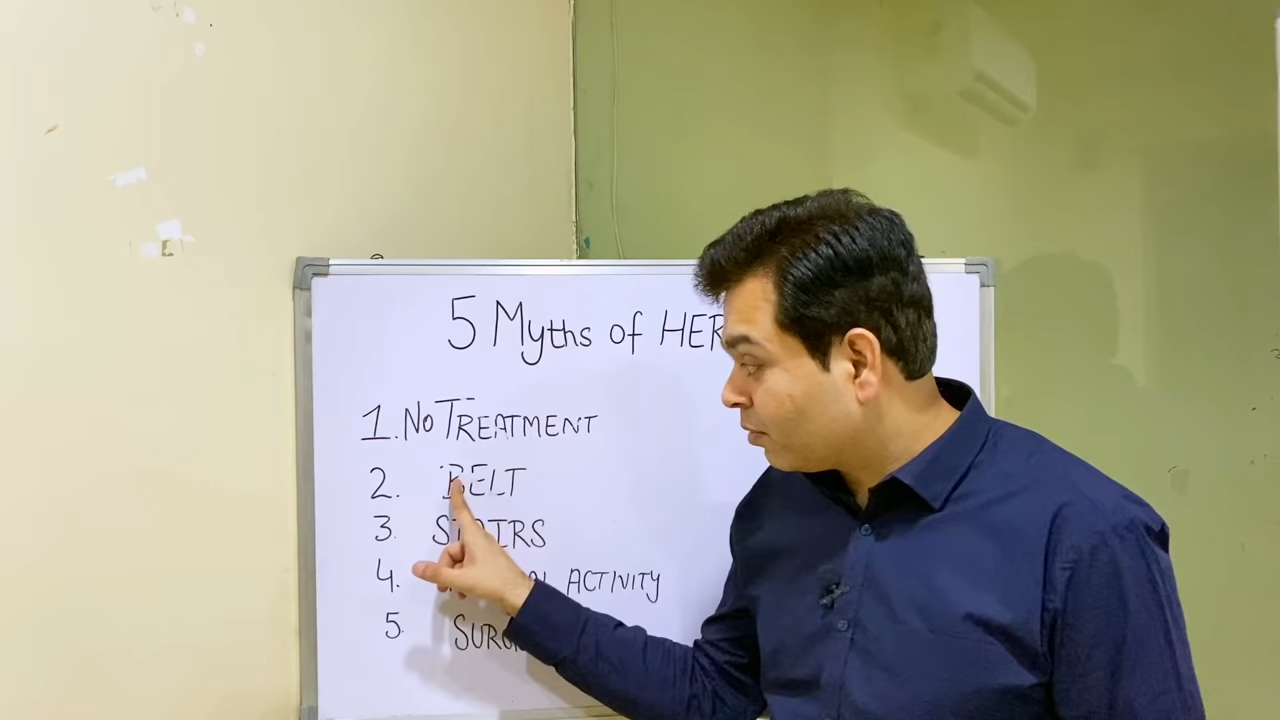 5 Myths of HER
1. NO TREATMENT
2. BELT
3. STAIRS
4. ACTIVITY
5. SURG